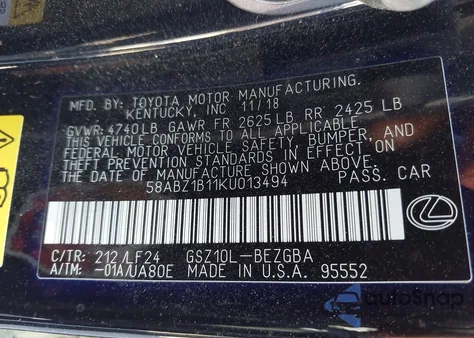 MFD. BY: TOYOTA MOTOR MANUFACTURING.
KENTUCKY, INC. 11/18
GVWR: 4740LB GAWR FR 2625 LB RR 2425 LB
THIS VEHICLE CONFORMS TO ALL APPLICABLE
FEDERAL MOTOR VEHICLE SAFETY, BUMPER, AND
THEFT PREVENTION STANDARDS IN EFFECT ON
THE DATE OF MANUFACTURE SHOWN ABOVE.
58ABZ1B11KU013494 PASS. CAR
C/TR: 212/LF24 GSZ10L-BEZGBA
A/TM: -01A/UA80E MADE IN U.S.A. 95552
autoSnap